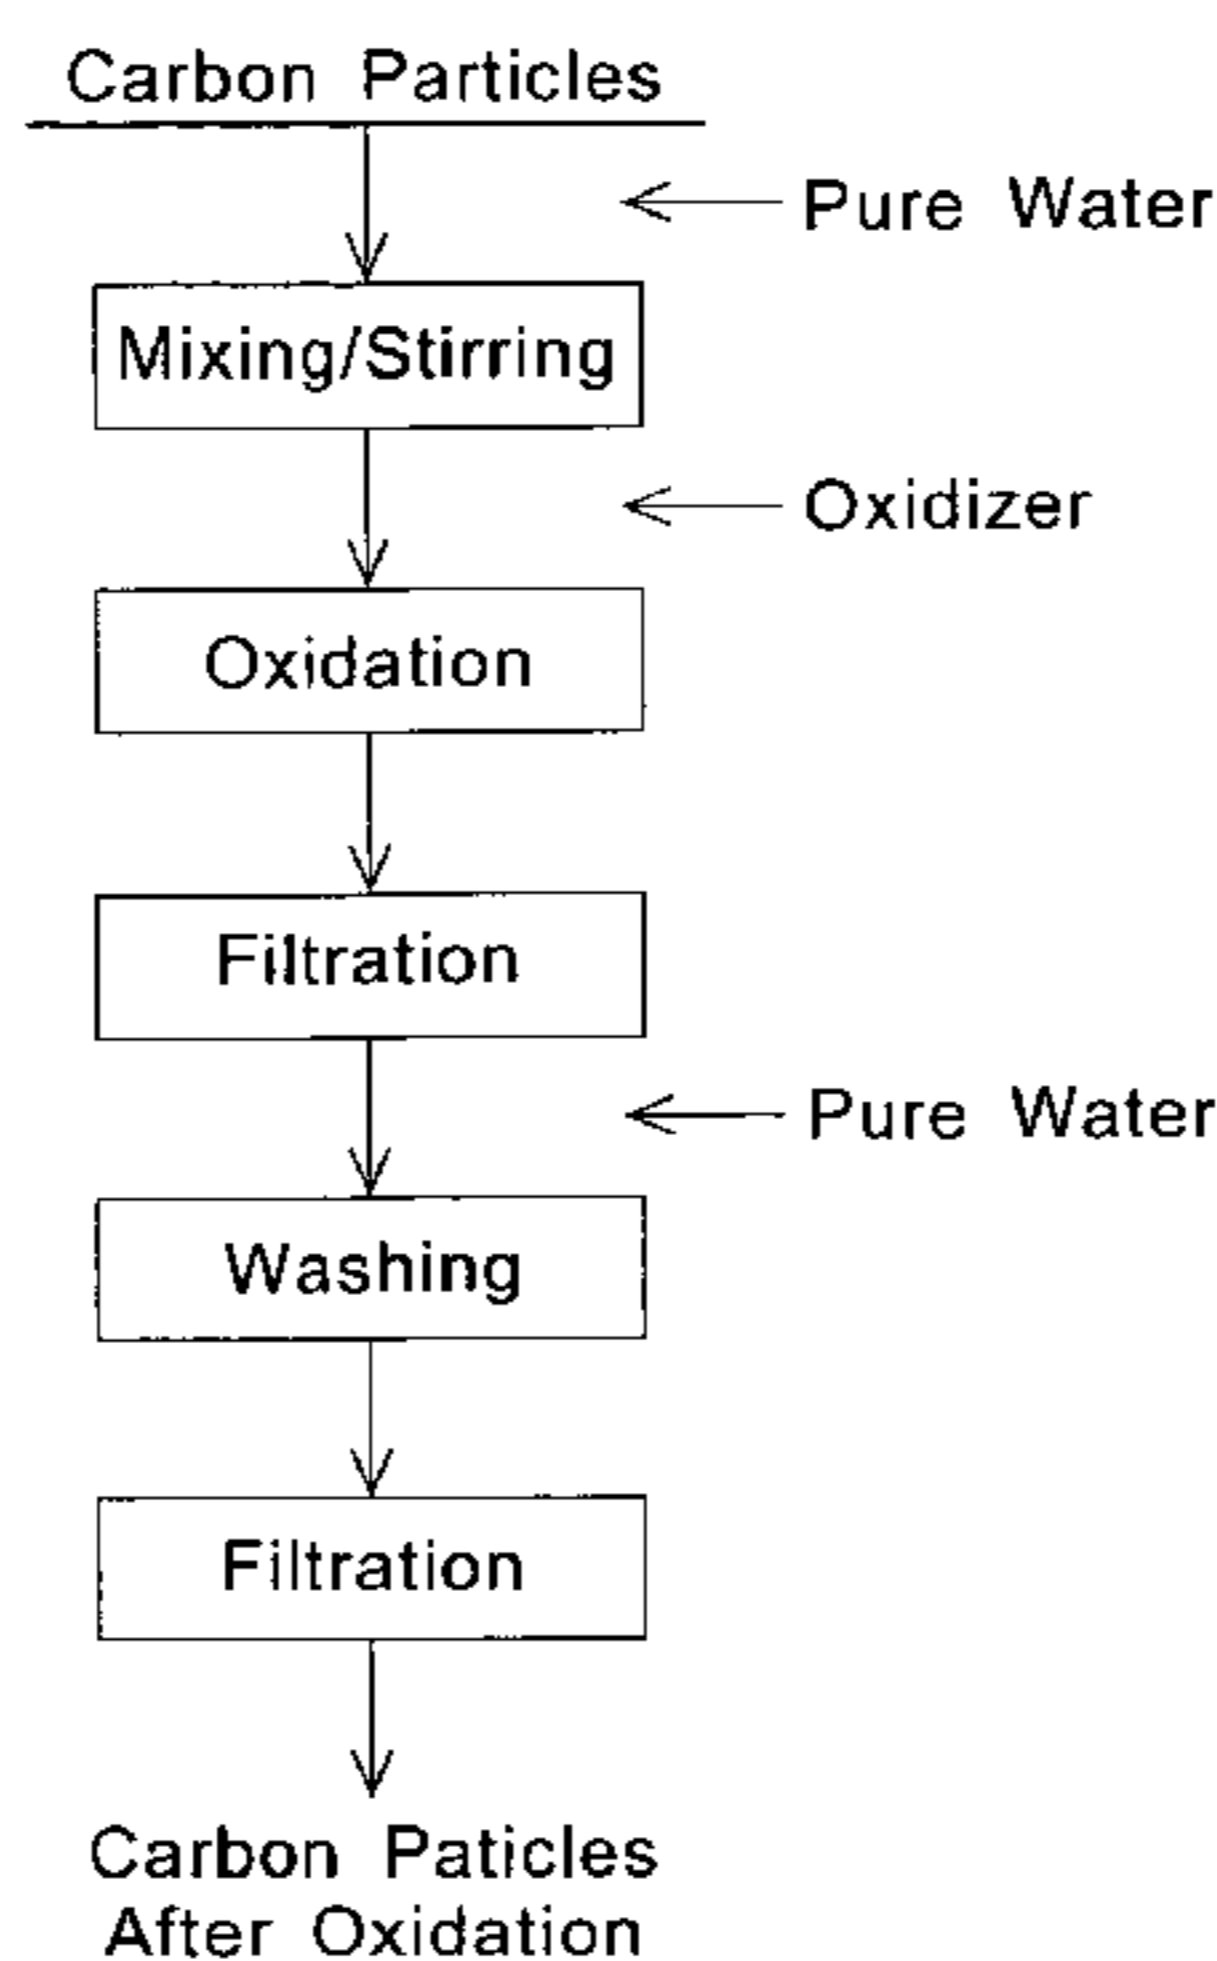 Carbon Particles
Pure Water
Mixing/Stirring
Oxidizer
Oxidation
Filtration
Pure Water
Washing
Filtration
Carbon Paticles
After Oxidation